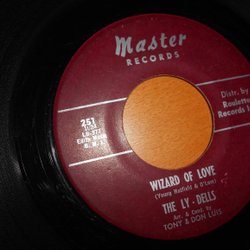 Master
RECORDS
251
Distr. by
Roulette
Records I
WIZARD OF LOVE
THE LY - DELLS
Arr. & Cond. by
TONY & DON LUIS